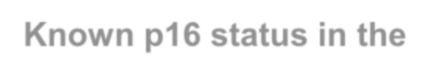 Known p16 status in the